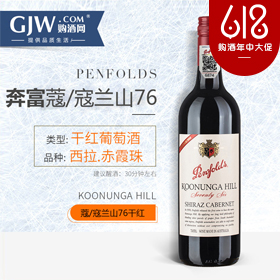 GJW.com 购酒网
提供品质生活
618
购酒年中大促
PENFOLDS
奔富蔻/寇兰山76
类型: 干红葡萄酒
品种: 西拉,赤霞珠
建议醒酒: 30分钟左右
KOONUNGA HILL
蔻/寇兰山76干红
Penfolds
KOONUNGA HILL
Seventy Six
SHIRAZ CABERNET